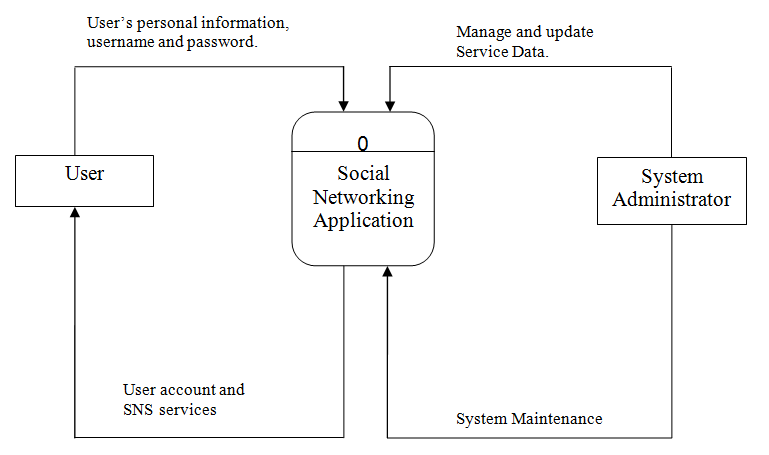 User's personal information,
username and password.
Manage and update
Service Data.
0
User
Social
Networking
Application
System
Administrator
User account and
SNS services
System Maintenance